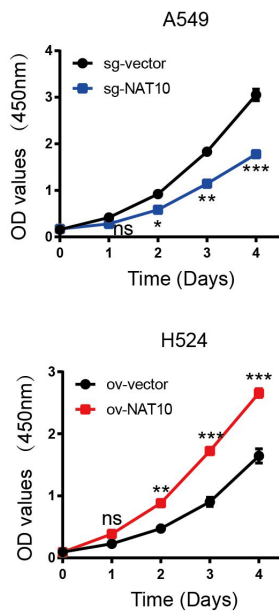 A549
OD values （450nm）
4
3
2
1
0
sg-vector
sg-NAT10
ns
*
**
***
0 1 2 3 4
Time (Days)
H524
OD values （450nm）
3
2
1
0
ov-vector
ov-NAT10
ns
**
***
***
0 1 2 3 4
Time (Days)